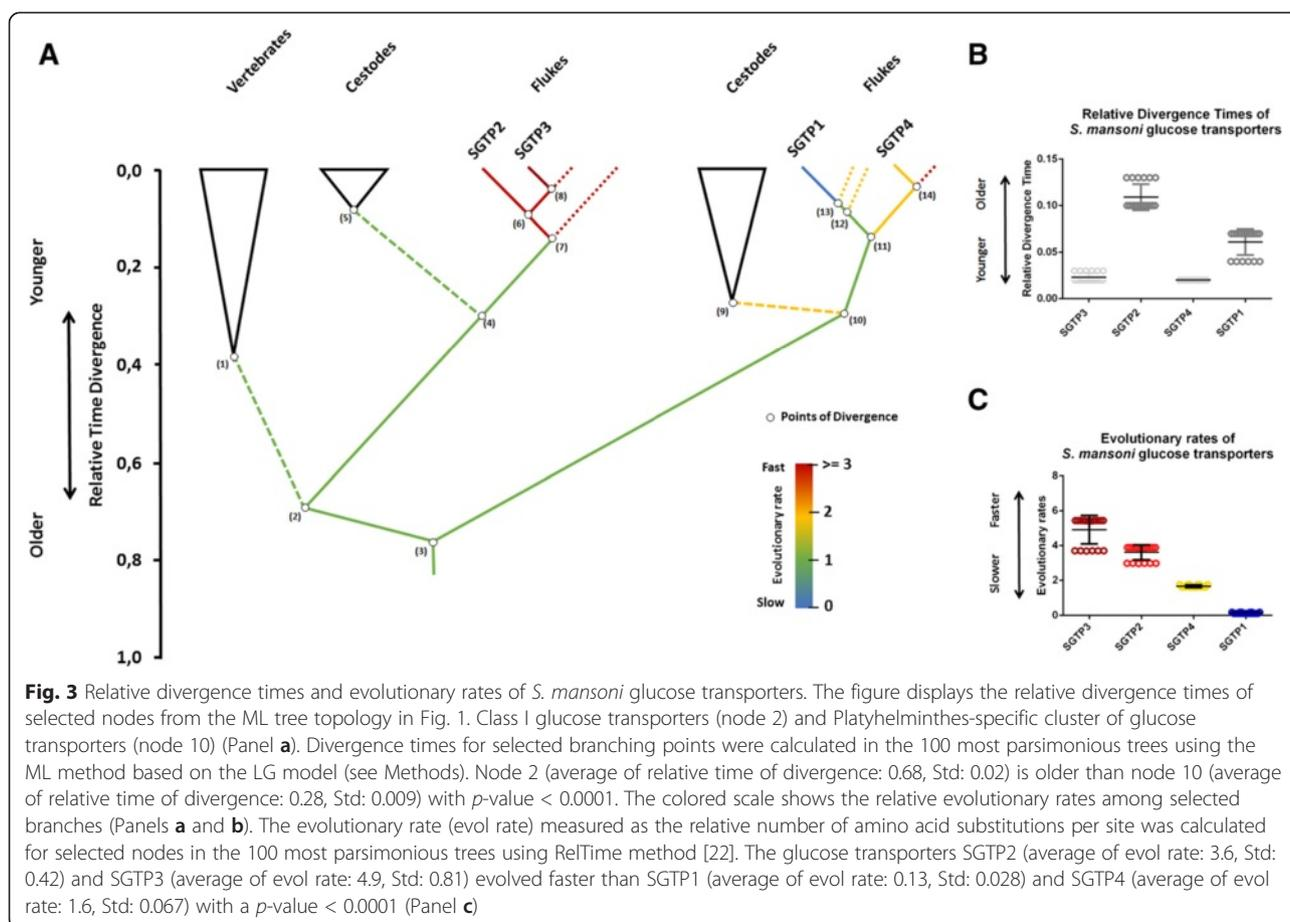 A
Vertebrates
Cestodes
Flukes
Cestodes
Flukes
SGTP2
SGTP3
SGTP1
SGTP4
0,0
0,2
0,4
0,6
0,8
1,0
Younger
Older
Relative Time Divergence
(1)
(2)
(3)
(4)
(5)
(6)
(7)
(8)
(9)
(10)
(11)
(12)
(13)
(14)
Points of Divergence
Fast
Slow
Evolutionary rate
>= 3
2
1
0
B
Relative Divergence Times of
S. mansoni glucose transporters
Older
Younger
Relative Divergence Time
0.15
0.10
0.05
0.00
SGTP3
SGTP2
SGTP4
SGTP1
C
Evolutionary rates of
S. mansoni glucose transporters
Faster
Slower
Evolutionary rates
8
6
4
2
0
SGTP3
SGTP2
SGTP4
SGTP1
Fig. 3 Relative divergence times and evolutionary rates of S. mansoni glucose transporters. The figure displays the relative divergence times of
selected nodes from the ML tree topology in Fig. 1. Class I glucose transporters (node 2) and Platyhelminthes-specific cluster of glucose
transporters (node 10) (Panel a). Divergence times for selected branching points were calculated in the 100 most parsimonious trees using the
ML method based on the LG model (see Methods). Node 2 (average of relative time of divergence: 0.68, Std: 0.02) is older than node 10 (average
of relative time of divergence: 0.28, Std: 0.009) with p-value < 0.0001. The colored scale shows the relative evolutionary rates among selected
branches (Panels a and b). The evolutionary rate (evol rate) measured as the relative number of amino acid substitutions per site was calculated
for selected nodes in the 100 most parsimonious trees using RelTime method [22]. The glucose transporters SGTP2 (average of evol rate: 3.6, Std:
0.42) and SGTP3 (average of evol rate: 4.9, Std: 0.81) evolved faster than SGTP1 (average of evol rate: 0.13, Std: 0.028) and SGTP4 (average of evol
rate: 1.6, Std: 0.067) with a p-value < 0.0001 (Panel c)